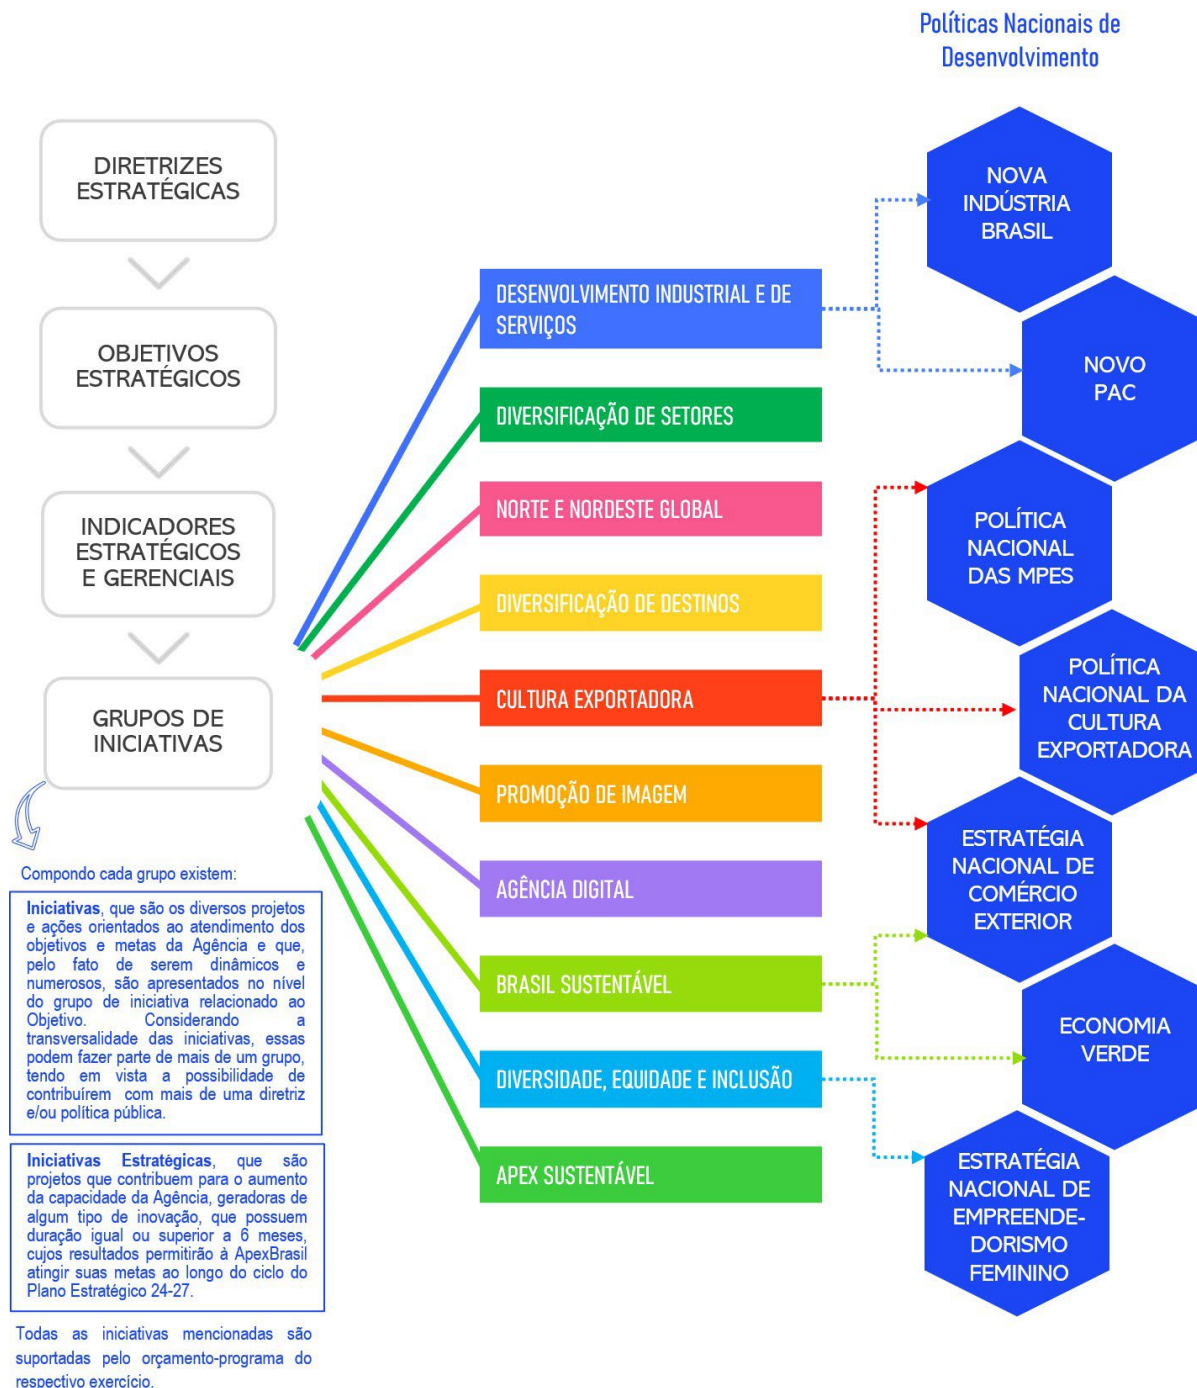 Políticas Nacionais de
Desenvolvimento
DIRETRIZES
ESTRATÉGICAS
OBJETIVOS
ESTRATÉGICOS
INDICADORES
ESTRATÉGICOS
E GERENCIAIS
GRUPOS DE
INICIATIVAS
Compondo cada grupo existem:
Iniciativas, que são os diversos projetos
e ações orientados ao atendimento dos
objetivos e metas da Agência e que,
pelo fato de serem dinâmicos e
numerosos, são apresentados no nível
do grupo de iniciativa relacionado ao
Objetivo. Considerando a
transversalidade das iniciativas, essas
podem fazer parte de mais de um grupo,
tendo em vista a possibilidade de
contribuírem com mais de uma diretriz
e/ou política pública.
Iniciativas Estratégicas, que são
projetos que contribuem para o aumento
da capacidade da Agência, geradoras de
algum tipo de inovação, que possuem
duração igual ou superior a 6 meses,
cujos resultados permitirão à ApexBrasil
atingir suas metas ao longo do ciclo do
Plano Estratégico 24-27.
Todas as iniciativas mencionadas são
suportadas pelo orçamento-programa do
respectivo exercício.
DESENVOLVIMENTO INDUSTRIAL E DE
SERVIÇOS
DIVERSIFICAÇÃO DE SETORES
NORTE E NORDESTE GLOBAL
DIVERSIFICAÇÃO DE DESTINOS
CULTURA EXPORTADORA
PROMOÇÃO DE IMAGEM
AGÊNCIA DIGITAL
BRASIL SUSTENTÁVEL
DIVERSIDADE, EQUIDADE E INCLUSÃO
APEX SUSTENTÁVEL
NOVA
INDÚSTRIA
BRASIL
NOVO
PAC
POLÍTICA
NACIONAL
DAS MPES
POLÍTICA
NACIONAL DA
CULTURA
EXPORTADORA
ESTRATÉGIA
NACIONAL DE
COMÉRCIO
EXTERIOR
ECONOMIA
VERDE
ESTRATÉGIA
NACIONAL DE
EMPREENDE-
DORISMO
FEMININO